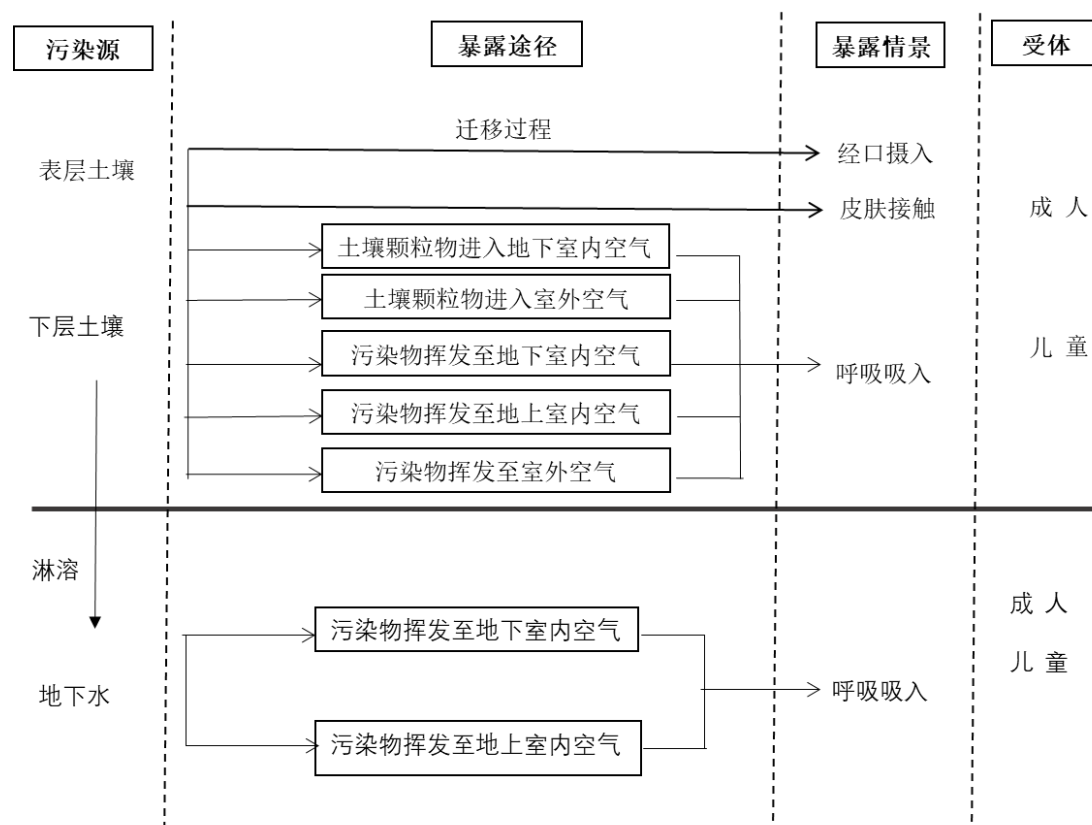 污染源
暴露途径
暴露情景
受体
迁移过程
表层土壤
经口摄入
皮肤接触
成 人
土壤颗粒物进入地下室内空气
土壤颗粒物进入室外空气
下层土壤
污染物挥发至地下室内空气
呼吸吸入
儿 童
污染物挥发至地上室内空气
污染物挥发至室外空气
淋溶
成 人
污染物挥发至地下室内空气
儿 童
地下水
呼吸吸入
污染物挥发至地上室内空气